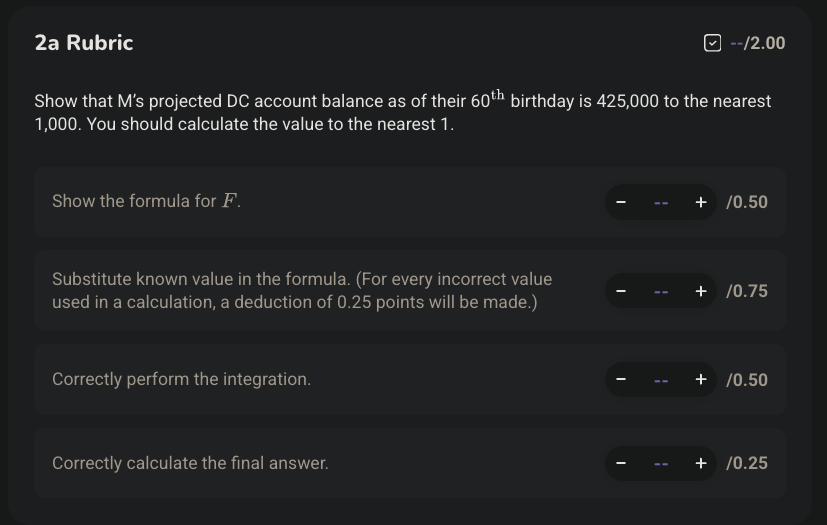 2a Rubric
--/2.00
Show that M's projected DC account balance as of their 60th birthday is 425,000 to the nearest
1,000. You should calculate the value to the nearest 1.
Show the formula for F.
− -- + /0.50
Substitute known value in the formula. (For every incorrect value
used in a calculation, a deduction of 0.25 points will be made.)
− -- + /0.75
Correctly perform the integration.
− -- + /0.50
Correctly calculate the final answer.
− -- + /0.25